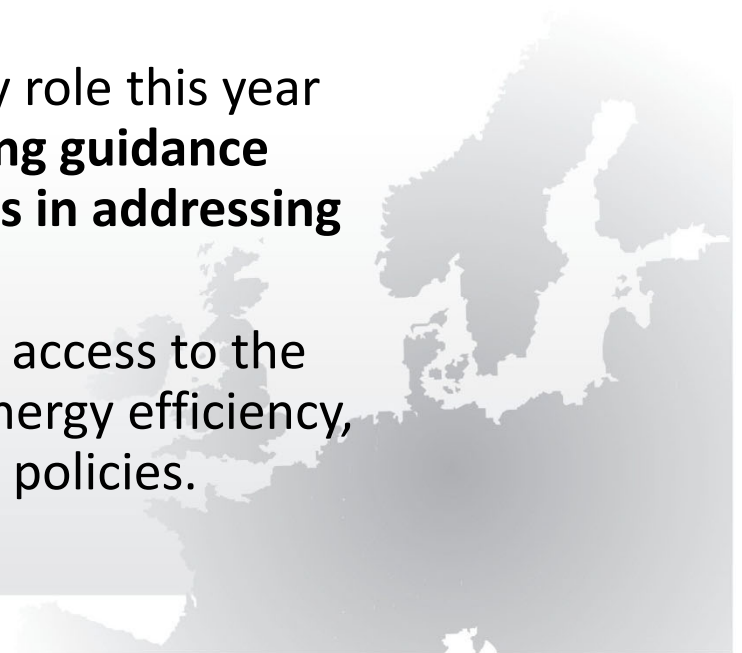 y role this year
ng guidance
s in addressing
access to the
nergy efficiency,
policies.